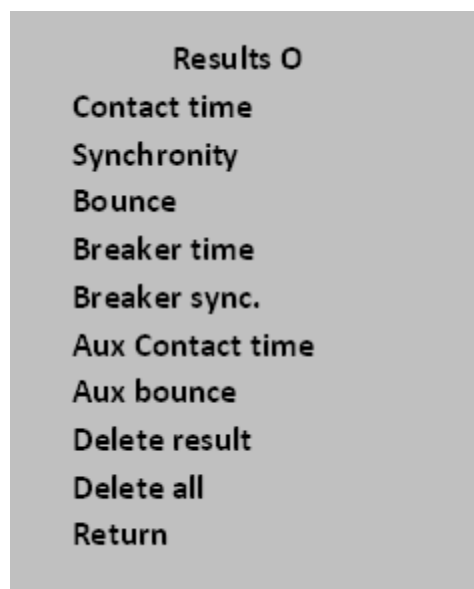 Results O
Contact time
Synchronity
Bounce
Breaker time
Breaker sync.
Aux Contact time
Aux bounce
Delete result
Delete all
Return